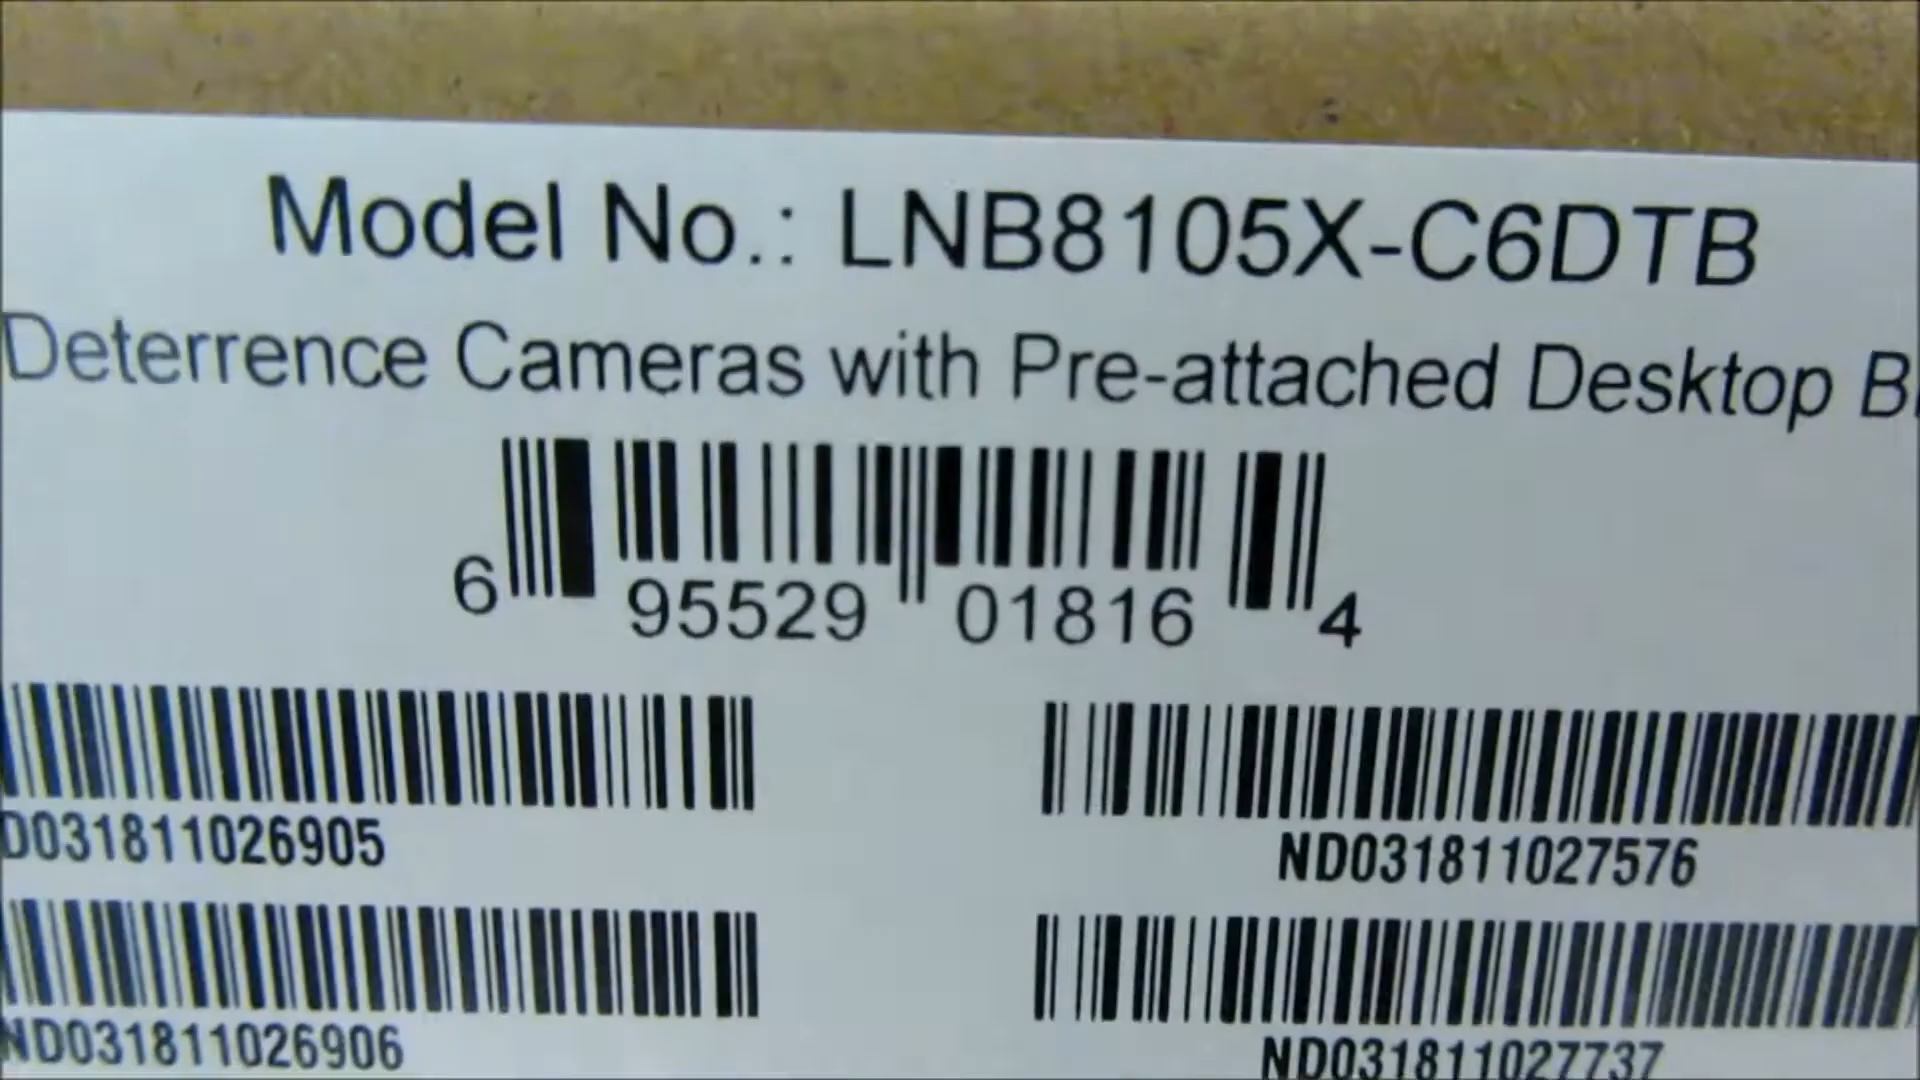 Model No.: LNB8105X-C6DTB
Deterrence Cameras with Pre-attached Desktop
6 95529 01816 4
D031811026905
ND031811027576
ND031811026906
ND031811027737